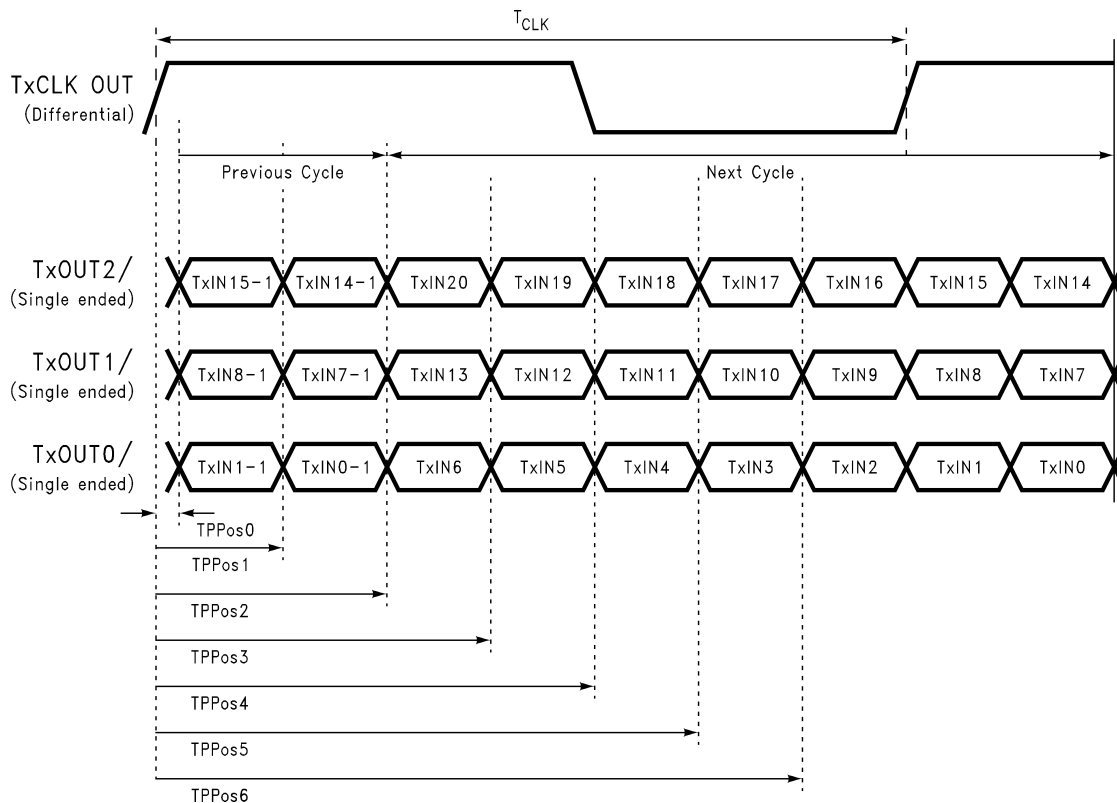 TCLK
TxCLK OUT
(Differential)
Previous Cycle
Next Cycle
TxOUT2/
(Single ended)
TxIN15-1 TxIN14-1 TxIN20 TxIN19 TxIN18 TxIN17 TxIN16 TxIN15 TxIN14
TxOUT1/
(Single ended)
TxIN8-1 TxIN7-1 TxIN13 TxIN12 TxIN11 TxIN10 TxIN9 TxIN8 TxIN7
TxOUT0/
(Single ended)
TxIN1-1 TxIN0-1 TxIN6 TxIN5 TxIN4 TxIN3 TxIN2 TxIN1 TxIN0
TPPos0
TPPos1
TPPos2
TPPos3
TPPos4
TPPos5
TPPos6